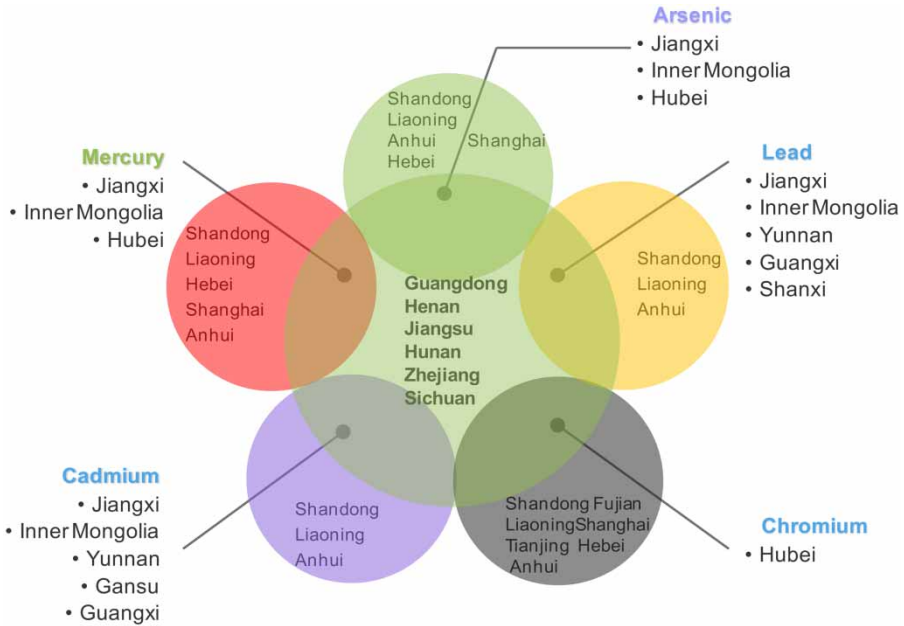 Arsenic
• Jiangxi
• Inner Mongolia
• Hubei
Shandong
Liaoning
Anhui Shanghai
Hebei
Mercury
• Jiangxi
• Inner Mongolia
• Hubei
Shandong
Liaoning
Hebei
Shanghai
Anhui
Lead
• Jiangxi
• Inner Mongolia
• Yunnan
• Guangxi
• Shanxi
Shandong
Liaoning
Anhui
Guangdong
Henan
Jiangsu
Hunan
Zhejiang
Sichuan
Cadmium
• Jiangxi
• Inner Mongolia
• Yunnan
• Gansu
• Guangxi
Shandong
Liaoning
Anhui
Shandong Fujian
LiaoningShanghai
Tianjing Hebei
Anhui
Chromium
• Hubei